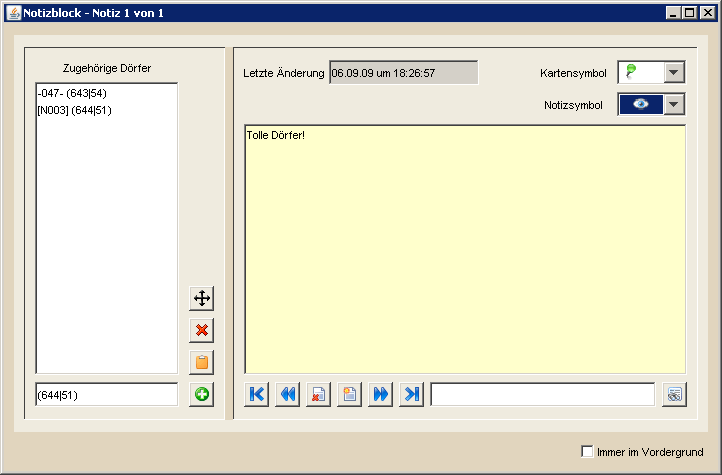 Notizblock - Notiz 1 von 1
Zugehörige Dörfer
-047- (643|54)
[N003] (644|51)
(644|51)
Letzte Änderung 06.09.09 um 18:26:57
Kartensymbol
Notizsymbol
Tolle Dörfer!
Immer im Vordergrund